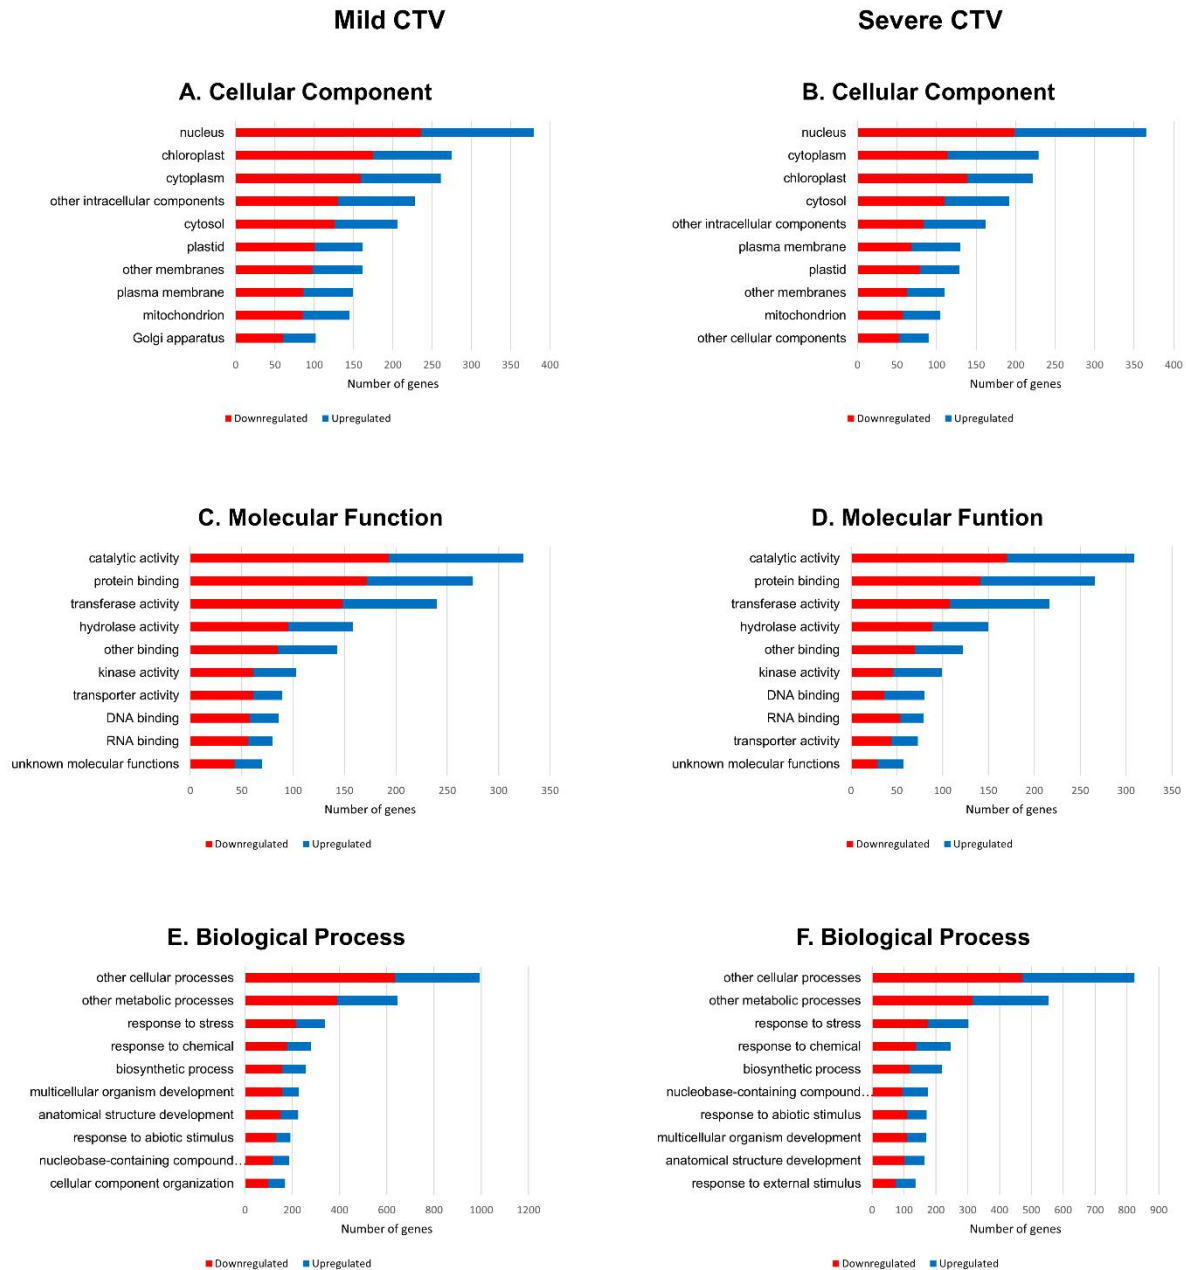 Mild CTV
Severe CTV
A. Cellular Component
nucleus
chloroplast
cytoplasm
other intracellular components
cytosol
plastid
other membranes
plasma membrane
mitochondrion
Golgi apparatus
0 50 100 150 200 250 300 350 400
Number of genes
Downregulated Upregulated
B. Cellular Component
nucleus
cytoplasm
chloroplast
cytosol
other intracellular components
plasma membrane
plastid
other membranes
mitochondrion
other cellular components
0 50 100 150 200 250 300 350 400
Number of genes
Downregulated Upregulated
C. Molecular Function
catalytic activity
protein binding
transferase activity
hydrolase activity
other binding
kinase activity
transporter activity
DNA binding
RNA binding
unknown molecular functions
0 50 100 150 200 250 300 350
Number of genes
Downregulated Upregulated
D. Molecular Funtion
catalytic activity
protein binding
transferase activity
hydrolase activity
other binding
kinase activity
DNA binding
RNA binding
transporter activity
unknown molecular functions
0 50 100 150 200 250 300 350
Number of genes
Downregulated Upregulated
E. Biological Process
other cellular processes
other metabolic processes
response to stress
response to chemical
biosynthetic process
multicellular organism development
anatomical structure development
response to abiotic stimulus
nucleobase-containing compound…
cellular component organization
0 200 400 600 800 1000 1200
Number of genes
Downregulated Upregulated
F. Biological Process
other cellular processes
other metabolic processes
response to stress
response to chemical
biosynthetic process
nucleobase-containing compound…
response to abiotic stimulus
multicellular organism development
anatomical structure development
response to external stimulus
0 100 200 300 400 500 600 700 800 900
Number of genes
Downregulated Upregulated